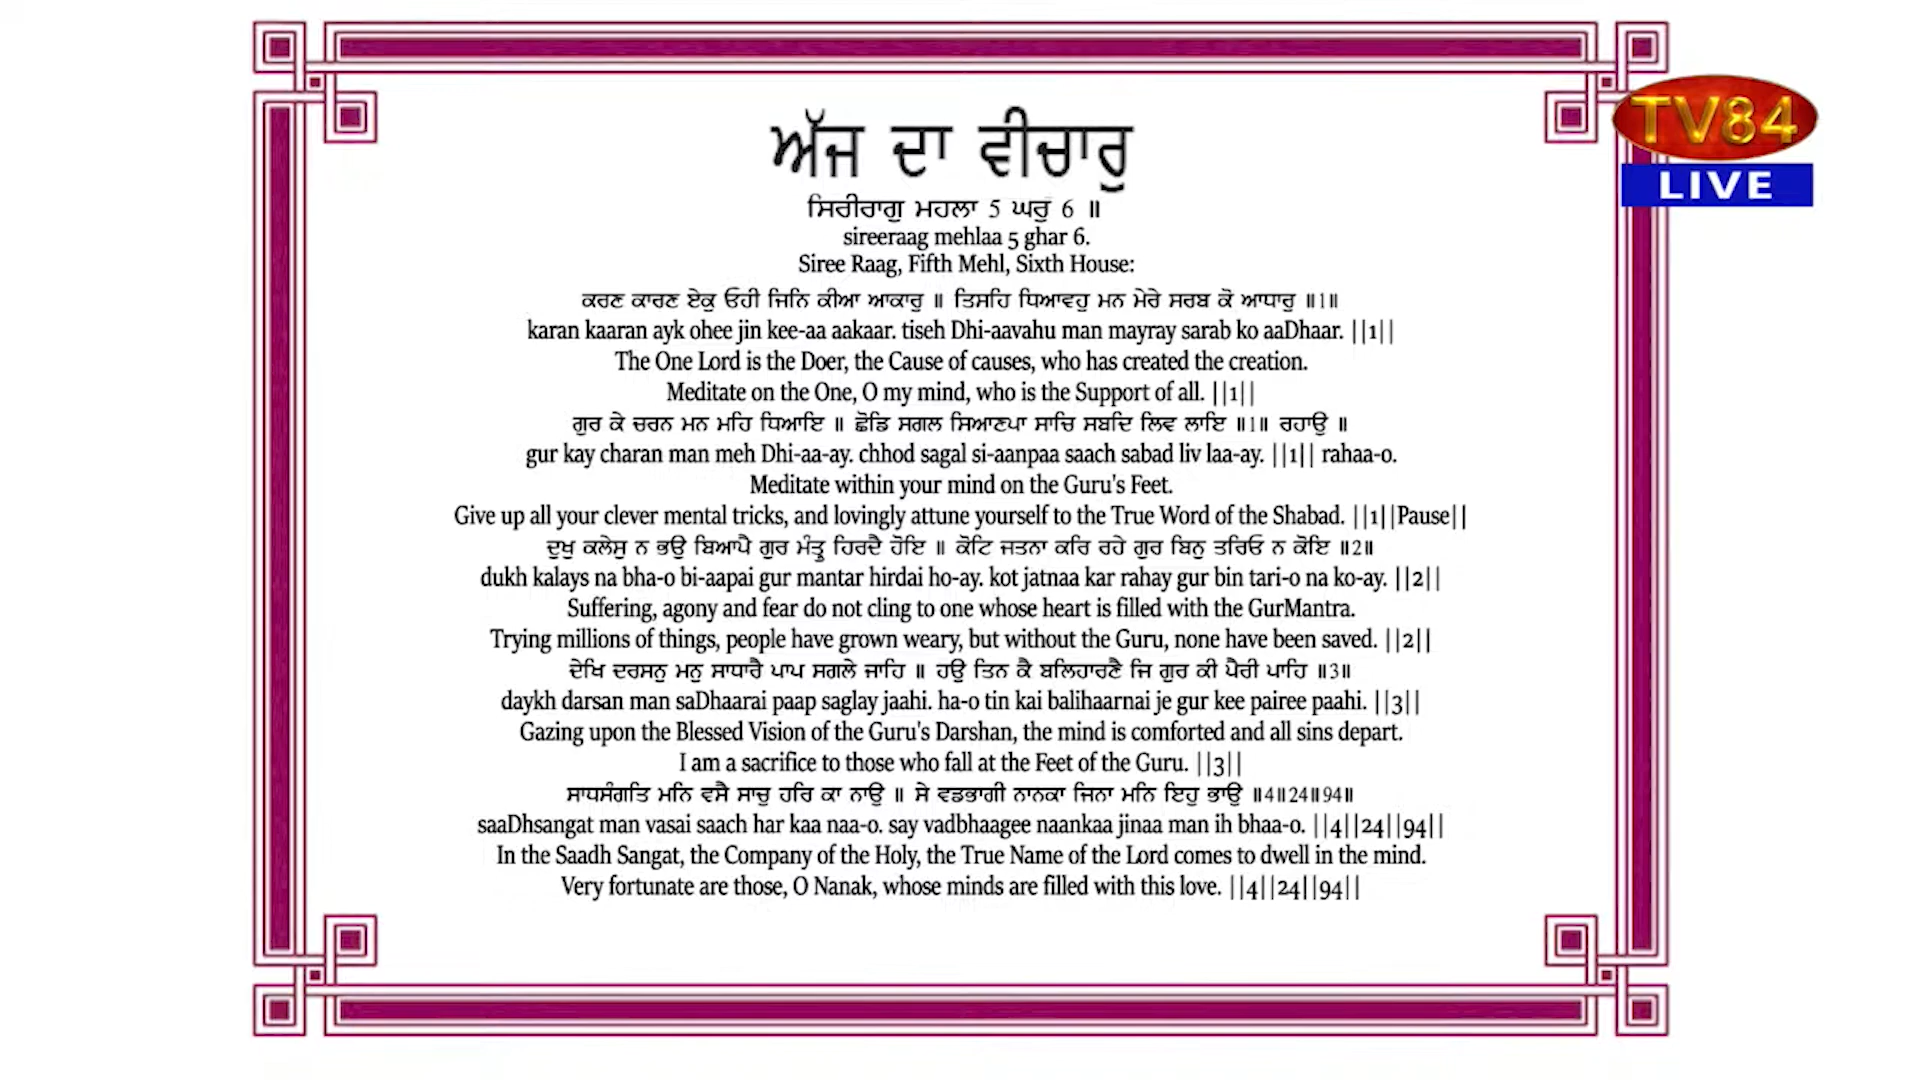 ਅੱਜ ਦਾ ਵੀਚਾਰੁ
TV84
LIVE
ਸਿਰੀਰਾਗੁ ਮਹਲਾ 5 ਘਰੁ 6 ॥
sireeraag mehlaa 5 ghar 6.
Siree Raag, Fifth Mehl, Sixth House:
ਕਰਣ ਕਾਰਣ ਏਕੁ ਓਹੀ ਜਿਨਿ ਕੀਆ ਆਕਾਰੁ ॥ ਤਿਸਹਿ ਧਿਆਵਹੁ ਮਨ ਮੇਰੇ ਸਰਬ ਕੋ ਆਧਾਰੁ ॥1॥
karan kaaran ayk ohee jin kee-aa aakaar. tiseh Dhi-aavahu man mayray sarab ko aaDhaar. ||1||
The One Lord is the Doer, the Cause of causes, who has created the creation.
Meditate on the One, O my mind, who is the Support of all. ||1||
ਗੁਰ ਕੇ ਚਰਨ ਮਨ ਮਹਿ ਧਿਆਇ ॥ ਛੋਡਿ ਸਗਲ ਸਿਆਣਪਾ ਸਾਚਿ ਸਬਦਿ ਲਿਵ ਲਾਇ ॥1॥ ਰਹਾਉ ॥
gur kay charan man meh Dhi-aa-ay. chhod sagal si-aanpaa saach sabad liv laa-ay. ||1|| rahaa-o.
Meditate within your mind on the Guru's Feet.
Give up all your clever mental tricks, and lovingly attune yourself to the True Word of the Shabad. ||1||Pause||
ਦੁਖੁ ਕਲੇਸੁ ਨ ਭਉ ਬਿਆਪੈ ਗੁਰ ਮੰਤ੍ਰੁ ਹਿਰਦੈ ਹੋਇ ॥ ਕੋਟਿ ਜਤਨਾ ਕਰਿ ਰਹੇ ਗੁਰ ਬਿਨੁ ਤਰਿਓ ਨ ਕੋਇ ॥2॥
dukh kalays na bha-o bi-aapai gur mantar hirdai ho-ay. kot jatnaa kar rahay gur bin tari-o na ko-ay. ||2||
Suffering, agony and fear do not cling to one whose heart is filled with the GurMantra.
Trying millions of things, people have grown weary, but without the Guru, none have been saved. ||2||
ਦੇਖਿ ਦਰਸਨੁ ਮਨੁ ਸਾਧਾਰੈ ਪਾਪ ਸਗਲੇ ਜਾਹਿ ॥ ਹਉ ਤਿਨ ਕੈ ਬਲਿਹਾਰਣੈ ਜਿ ਗੁਰ ਕੀ ਪੈਰੀ ਪਾਹਿ ॥3॥
daykh darsan man saDhaarai paap saglay jaahi. ha-o tin kai balihaarnai je gur kee pairee paahi. ||3||
Gazing upon the Blessed Vision of the Guru's Darshan, the mind is comforted and all sins depart.
I am a sacrifice to those who fall at the Feet of the Guru. ||3||
ਸਾਧਸੰਗਤਿ ਮਨਿ ਵਸੈ ਸਾਚੁ ਹਰਿ ਕਾ ਨਾਉ ॥ ਸੇ ਵਡਭਾਗੀ ਨਾਨਕਾ ਜਿਨਾ ਮਨਿ ਇਹੁ ਭਾਉ ॥4॥24॥94॥
saaDhsangat man vasai saach har kaa naa-o. say vadbhaagee naankaa jinaa man ih bhaa-o. ||4||24||94||
In the Saadh Sangat, the Company of the Holy, the True Name of the Lord comes to dwell in the mind.
Very fortunate are those, O Nanak, whose minds are filled with this love. ||4||24||94||